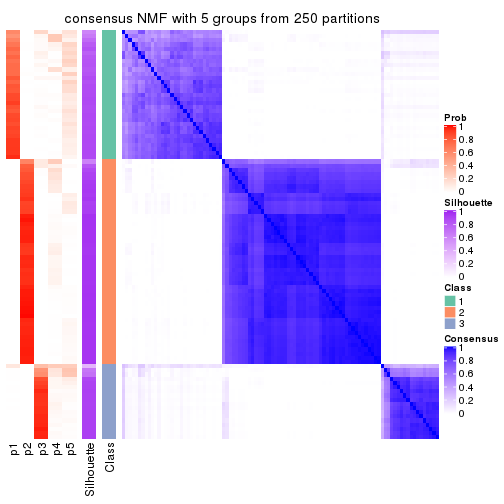 consensus NMF with 5 groups from 250 partitions
Prob
1
0.8
0.6
0.4
0.2
0
Silhouette
1
0.8
0.6
0.4
0.2
0
Class
1
2
3
Consensus
1
0.8
0.6
0.4
0.2
0
p1
p2
p3
p4
p5
Silhouette
Class